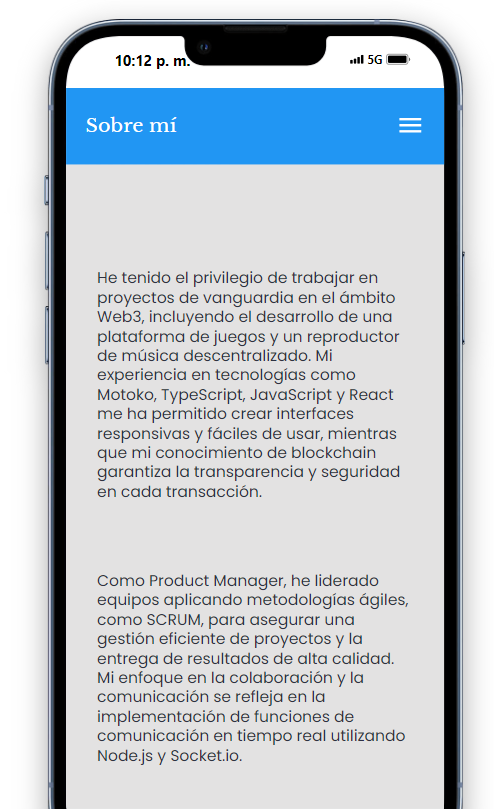 10:12 p. m.
5G
Sobre mí
He tenido el privilegio de trabajar en
proyectos de vanguardia en el ámbito
Web3, incluyendo el desarrollo de una
plataforma de juegos y un reproductor
de música descentralizado. Mi
experiencia en tecnologías como
Motoko, TypeScript, JavaScript y React
me ha permitido crear interfaces
responsivas y fáciles de usar, mientras
que mi conocimiento de blockchain
garantiza la transparencia y seguridad
en cada transacción.
Como Product Manager, he liderado
equipos aplicando metodologías ágiles,
como SCRUM, para asegurar una
gestión eficiente de proyectos y la
entrega de resultados de alta calidad.
Mi enfoque en la colaboración y la
comunicación se refleja en la
implementación de funciones de
comunicación en tiempo real utilizando
Node.js y Socket.io.